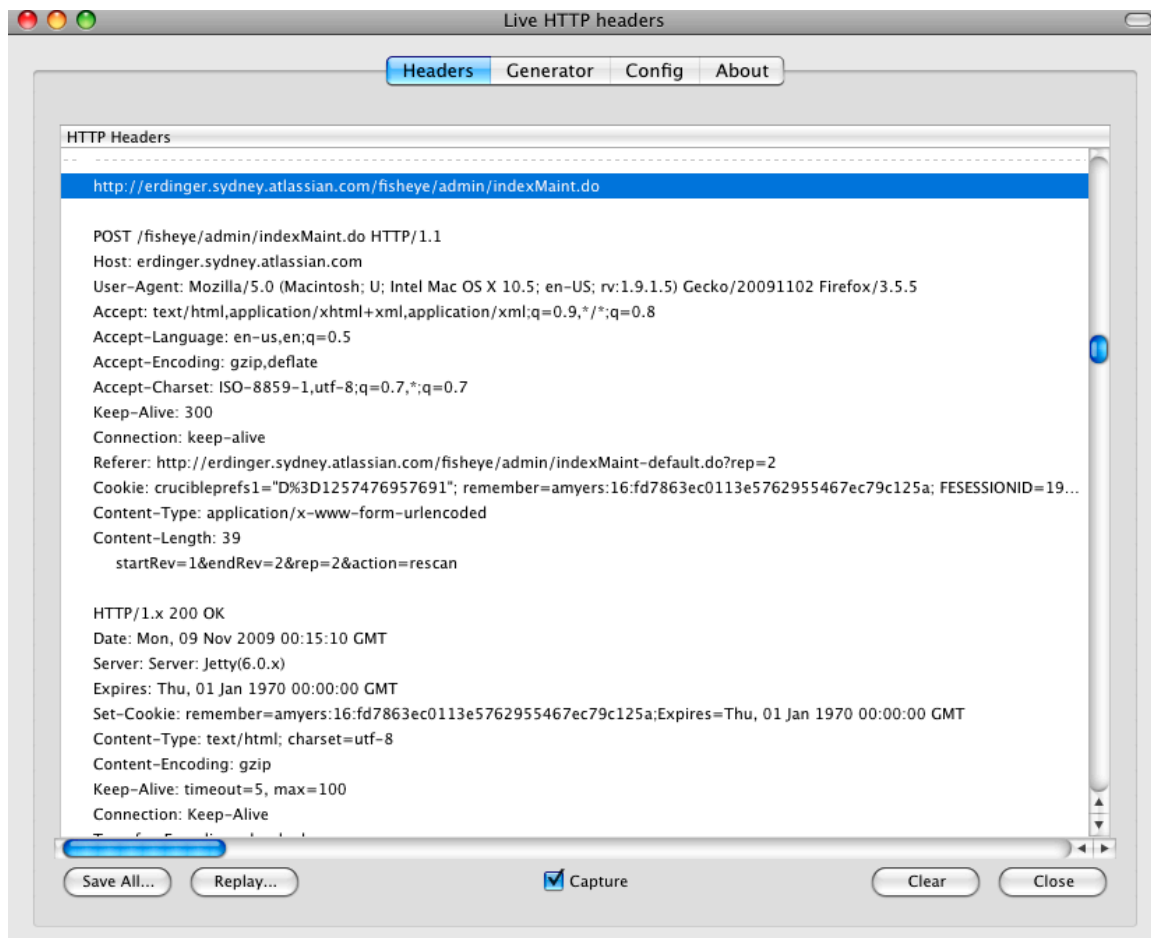 Live HTTP headers
Headers Generator Config About
HTTP Headers
http://erdinger.sydney.atlassian.com/fisheye/admin/indexMaint.do
POST /fisheye/admin/indexMaint.do HTTP/1.1
Host: erdinger.sydney.atlassian.com
User-Agent: Mozilla/5.0 (Macintosh; U; Intel Mac OS X 10.5; en-US; rv:1.9.1.5) Gecko/20091102 Firefox/3.5.5
Accept: text/html,application/xhtml+xml,application/xml;q=0.9,*/*;q=0.8
Accept-Language: en-us,en;q=0.5
Accept-Encoding: gzip,deflate
Accept-Charset: ISO-8859-1,utf-8;q=0.7,*;q=0.7
Keep-Alive: 300
Connection: keep-alive
Referer: http://erdinger.sydney.atlassian.com/fisheye/admin/indexMaint-default.do?rep=2
Cookie: crucibleprefs1="D%3D1257476957691"; remember=amyers:16:fd7863ec0113e5762955467ec79c125a; FESESSIONID=19...
Content-Type: application/x-www-form-urlencoded
Content-Length: 39
startRev=1&endRev=2&rep=2&action=rescan
HTTP/1.x 200 OK
Date: Mon, 09 Nov 2009 00:15:10 GMT
Server: Server: Jetty(6.0.x)
Expires: Thu, 01 Jan 1970 00:00:00 GMT
Set-Cookie: remember=amyers:16:fd7863ec0113e5762955467ec79c125a;Expires=Thu, 01 Jan 1970 00:00:00 GMT
Content-Type: text/html; charset=utf-8
Content-Encoding: gzip
Keep-Alive: timeout=5, max=100
Connection: Keep-Alive
Save All... Replay... Capture Clear Close